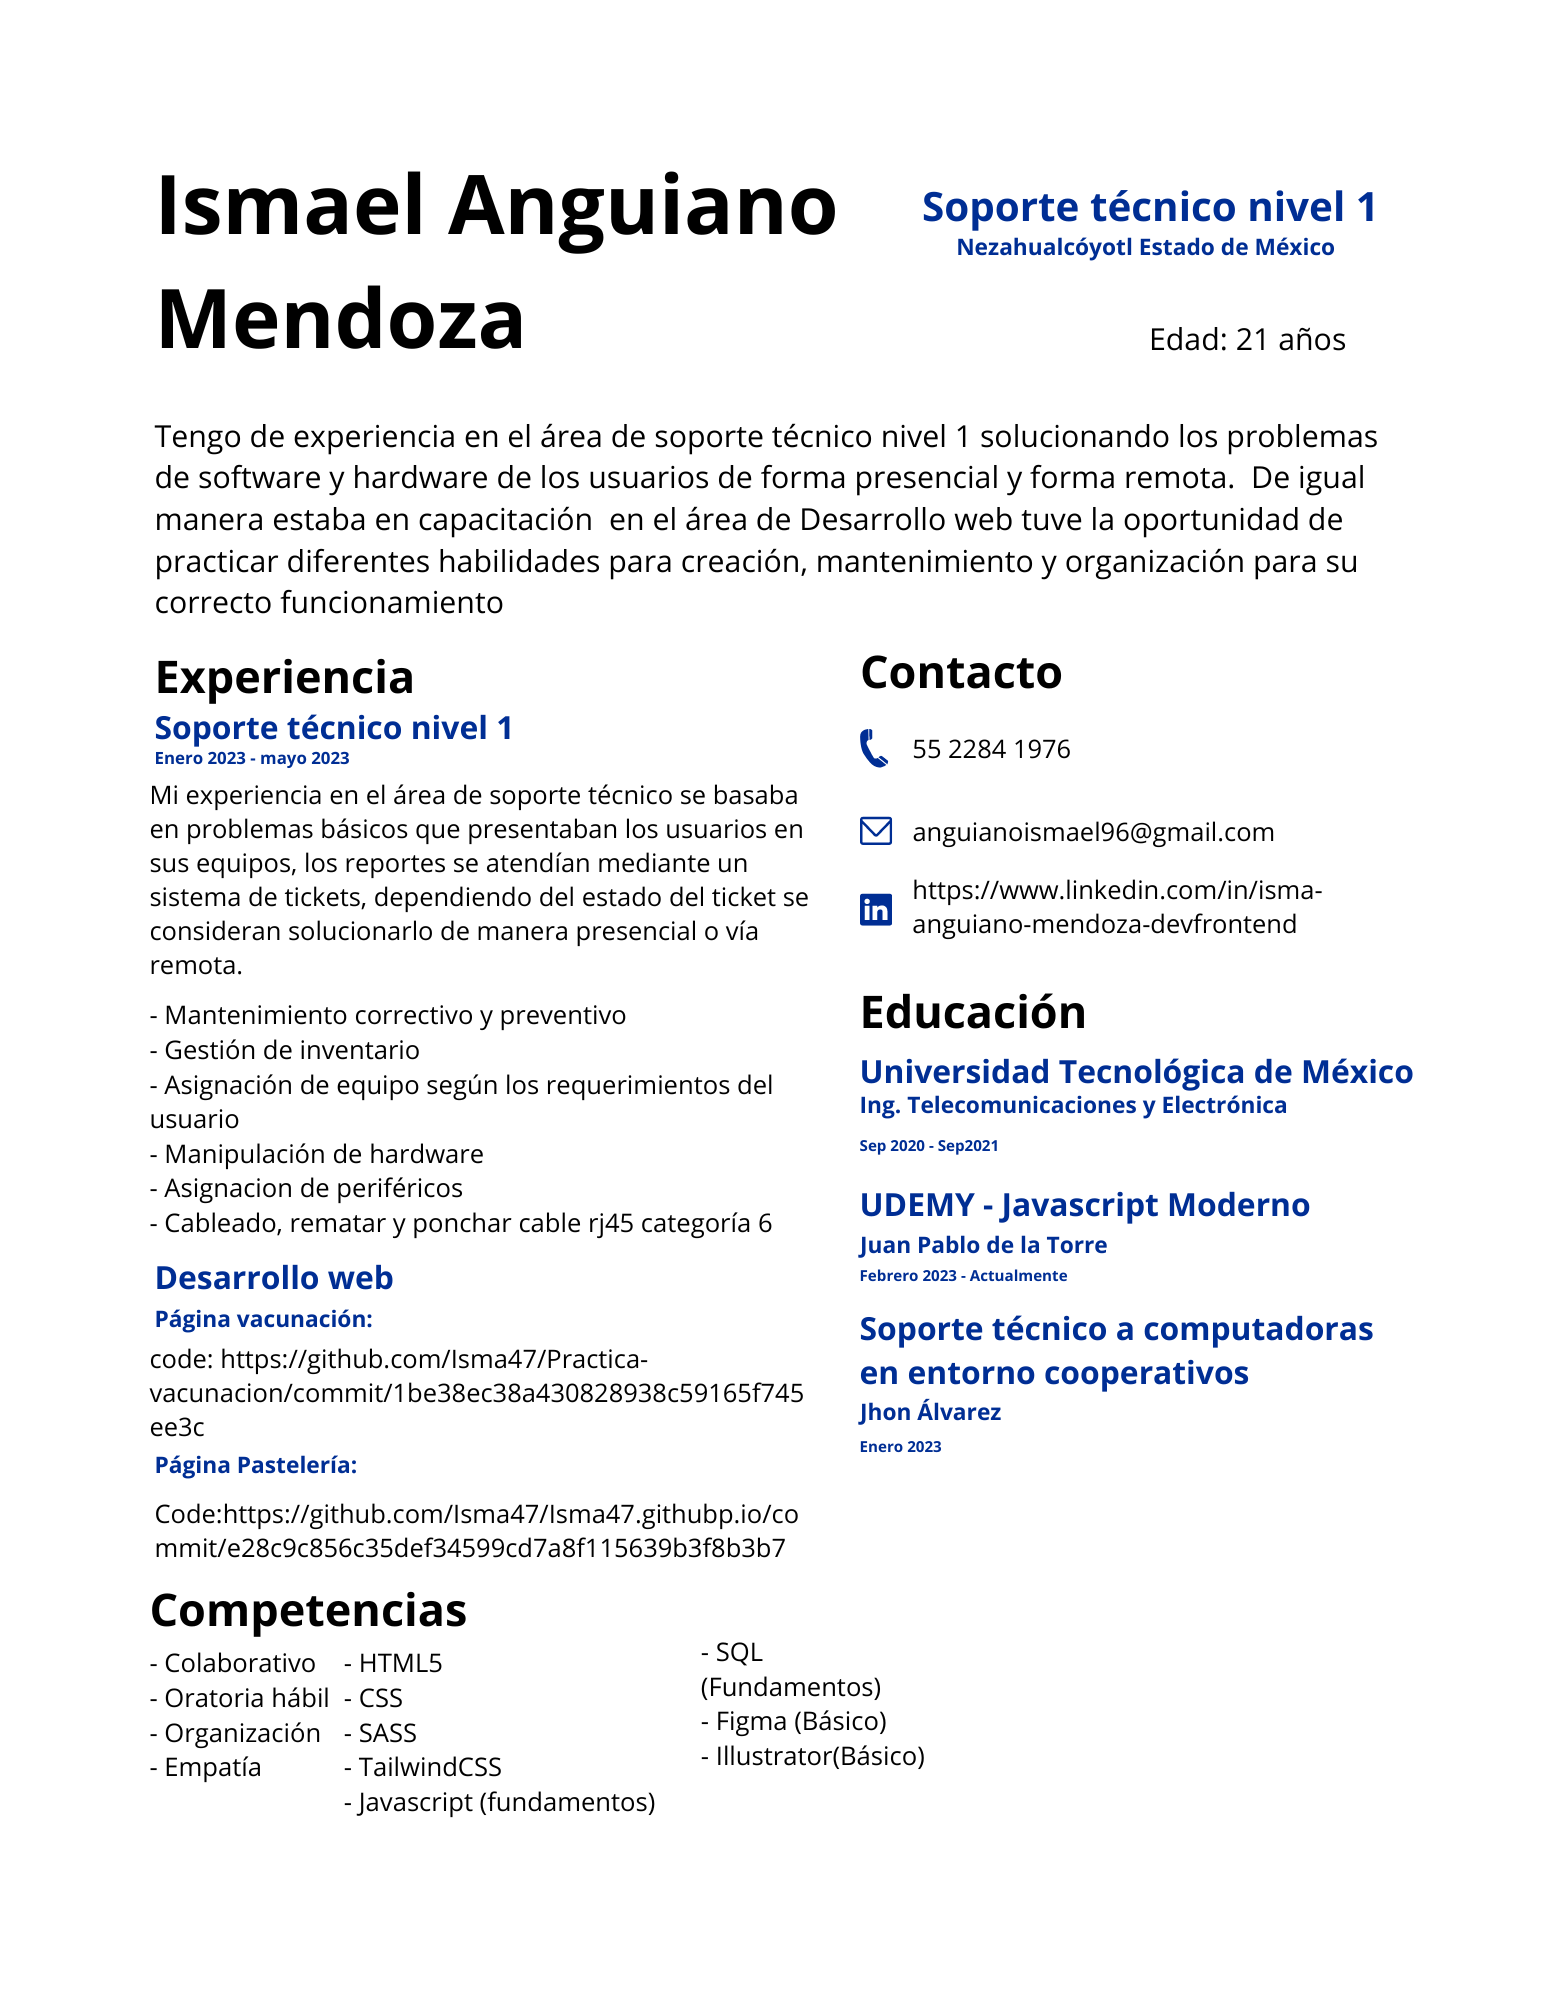 Ismael Anguiano
Mendoza
Soporte técnico nivel 1
Nezahualcóyotl Estado de México
Edad: 21 años
Tengo de experiencia en el área de soporte técnico nivel 1 solucionando los problemas
de software y hardware de los usuarios de forma presencial y forma remota.  De igual
manera estaba en capacitación  en el área de Desarrollo web tuve la oportunidad de
practicar diferentes habilidades para creación, mantenimiento y organización para su
correcto funcionamiento
Experiencia
Soporte técnico nivel 1
Enero 2023 - mayo 2023
Mi experiencia en el área de soporte técnico se basaba
en problemas básicos que presentaban los usuarios en
sus equipos, los reportes se atendían mediante un
sistema de tickets, dependiendo del estado del ticket se
consideran solucionarlo de manera presencial o vía
remota.
- Mantenimiento correctivo y preventivo
- Gestión de inventario
- Asignación de equipo según los requerimientos del
usuario
- Manipulación de hardware
- Asignacion de periféricos
- Cableado, rematar y ponchar cable rj45 categoría 6
Desarrollo web
Página vacunación:
code: https://github.com/Isma47/Practica-
vacunacion/commit/1be38ec38a430828938c59165f745
ee3c
Página Pastelería:
Code:https://github.com/Isma47/Isma47.githubp.io/co
mmit/e28c9c856c35def34599cd7a8f115639b3f8b3b7
Contacto
55 2284 1976
anguianoismael96@gmail.com
https://www.linkedin.com/in/isma-
anguiano-mendoza-devfrontend
Educación
Universidad Tecnológica de México
Ing. Telecomunicaciones y Electrónica
Sep 2020 - Sep2021
UDEMY - Javascript Moderno
Juan Pablo de la Torre
Febrero 2023 - Actualmente
Soporte técnico a computadoras
en entorno cooperativos
Jhon Álvarez
Enero 2023
Competencias
- Colaborativo
- Oratoria hábil
- Organización
- Empatía
- HTML5
- CSS
- SASS
- TailwindCSS
- Javascript (fundamentos)
- SQL
(Fundamentos)
- Figma (Básico)
- Illustrator(Básico)